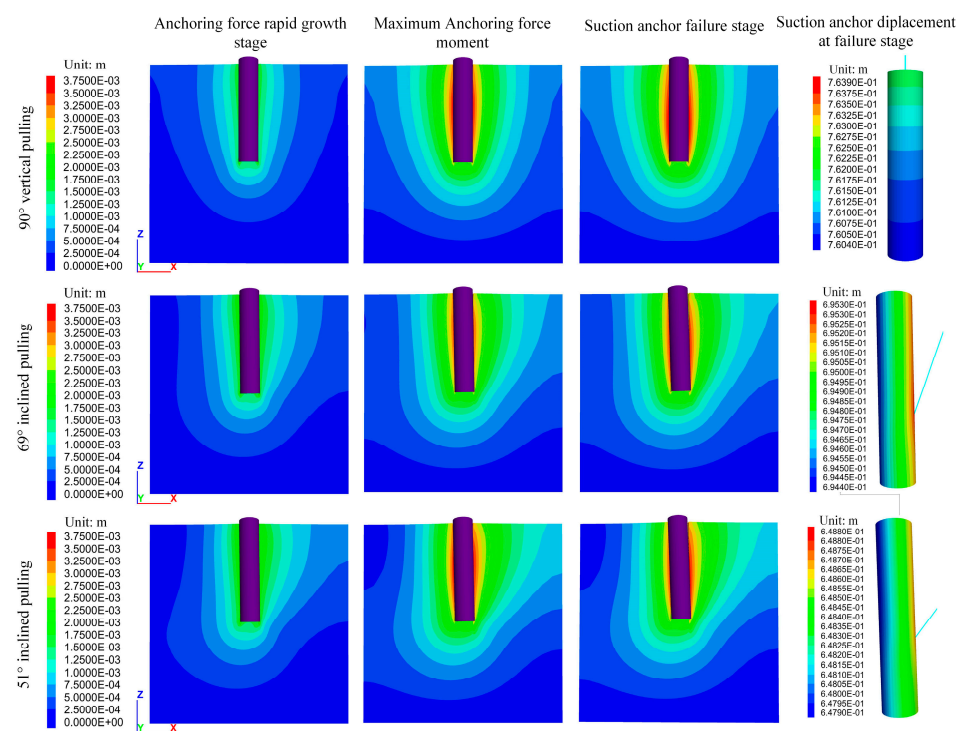 Anchoring force rapid growth
stage
Maximum Anchoring force
moment
Suction anchor failure stage
Suction anchor diplacement
at failure stage
90° vertical pulling
Unit: m
3.7500E-03
3.5000E-03
3.2500E-03
3.0000E-03
2.7500E-03
2.5000E-03
2.2500E-03
2.0000E-03
1.7500E-03
1.5000E-03
1.2500E-03
1.0000E-03
7.5000E-04
5.0000E-04
2.5000E-04
0.0000E+00
Z
Y
X
Unit: m
7.6390E-01
7.6375E-01
7.6350E-01
7.6325E-01
7.6300E-01
7.6275E-01
7.6250E-01
7.6225E-01
7.6200E-01
7.6175E-01
7.6150E-01
7.6125E-01
7.6100E-01
7.6075E-01
7.6050E-01
7.6040E-01
69° inclined pulling
Unit: m
3.7500E-03
3.5000E-03
3.2500E-03
3.0000E-03
2.7500E-03
2.5000E-03
2.2500E-03
2.0000E-03
1.7500E-03
1.5000E-03
1.2500E-03
1.0000E-03
7.5000E-04
5.0000E-04
2.5000E-04
0.0000E+00
Z
Y
X
Unit: m
6.9530E-01
6.9530E-01
6.9525E-01
6.9520E-01
6.9515E-01
6.9510E-01
6.9505E-01
6.9500E-01
6.9495E-01
6.9490E-01
6.9485E-01
6.9480E-01
6.9475E-01
6.9470E-01
6.9465E-01
6.9460E-01
6.9455E-01
6.9450E-01
6.9445E-01
6.9440E-01
51° inclined pulling
Unit: m
3.7500E-03
3.5000E-03
3.2500E-03
3.0000E-03
2.7500E-03
2.5000E-03
2.2500E-03
2.0000E-03
1.7500E-03
1.5000E-03
1.2500E-03
1.0000E-03
7.5000E-04
5.0000E-04
2.5000E-04
0.0000E+00
Z
Y
X
Unit: m
6.4880E-01
6.4880E-01
6.4875E-01
6.4870E-01
6.4865E-01
6.4860E-01
6.4855E-01
6.4850E-01
6.4845E-01
6.4840E-01
6.4835E-01
6.4830E-01
6.4825E-01
6.4820E-01
6.4815E-01
6.4810E-01
6.4805E-01
6.4800E-01
6.4795E-01
6.4790E-01